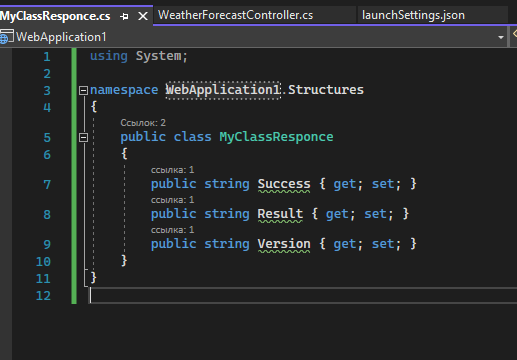 MyClassResponce.cs WeatherForecastController.cs launchSettings.json
WebApplication1
1 using System;
2
3 namespace WebApplication1.Structures
4 {
Ссылок: 2
5 public class MyClassResponce
6 {
ссылка: 1
7 public string Success { get; set; }
ссылка: 1
8 public string Result { get; set; }
ссылка: 1
9 public string Version { get; set; }
10 }
11 }
12